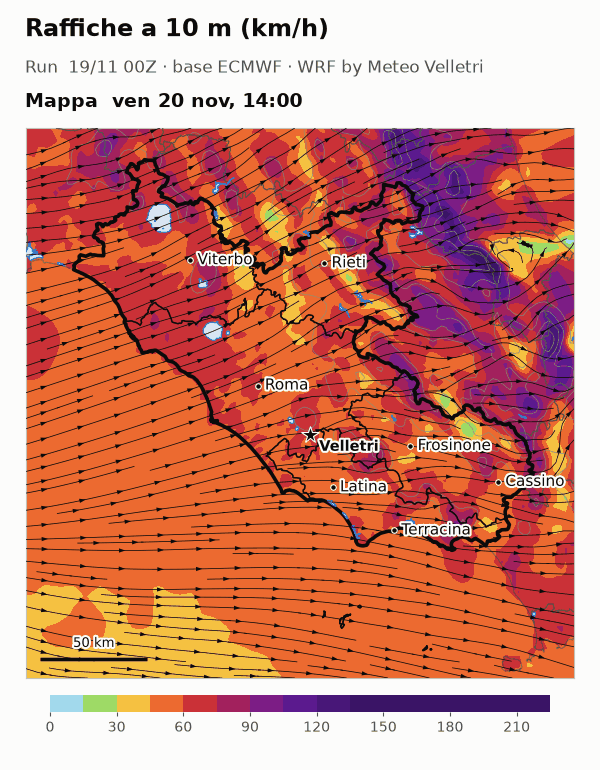 Raffiche a 10 m (km/h)
Run  19/11 00Z · base ECMWF · WRF by Meteo Velletri
Mappa  ven 20 nov, 14:00
Viterbo
Rieti
Roma
Velletri
Frosinone
Latina
Cassino
Terracina
50 km
0 30 60 90 120 150 180 210